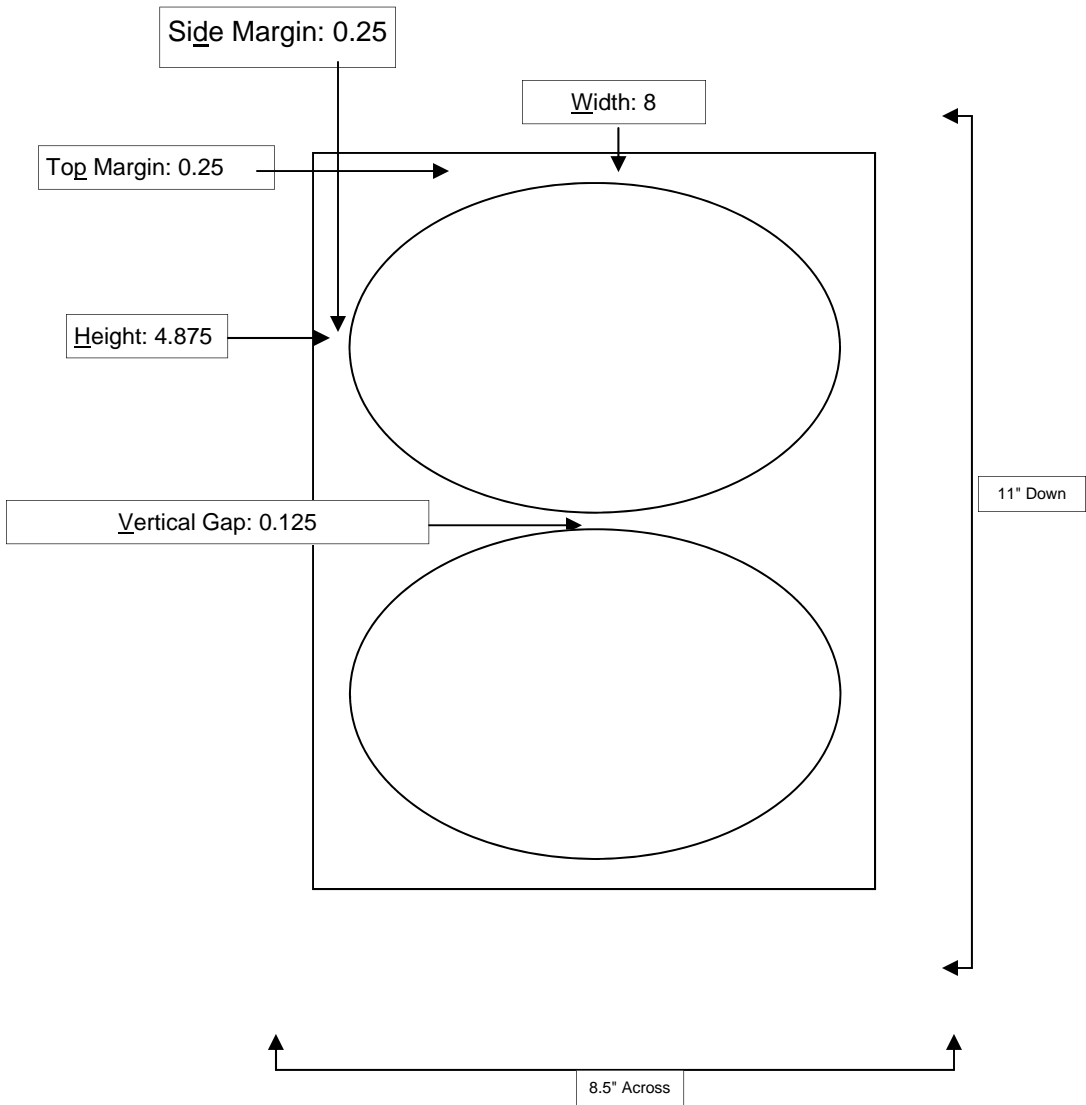 Side Margin: 0.25
Width: 8
Top Margin: 0.25
Height: 4.875
11" Down
Vertical Gap: 0.125
8.5" Across